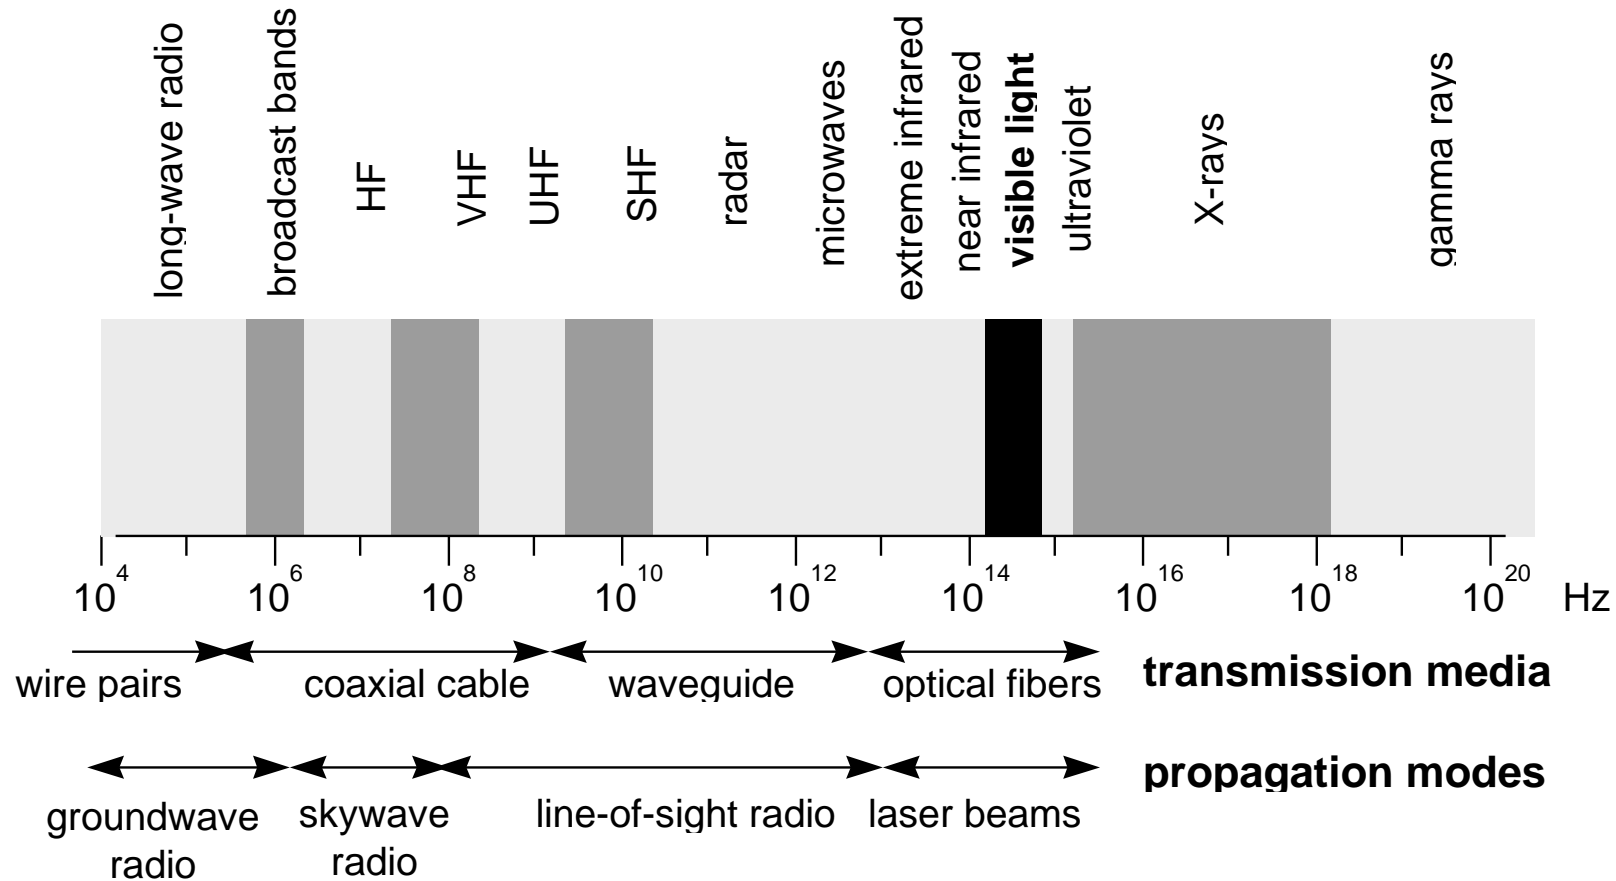 long-wave radio
broadcast bands
HF
VHF
UHF
SHF
radar
microwaves
extreme infrared
near infrared
visible light
ultraviolet
X-rays
gamma rays
10^4 10^6 10^8 10^10 10^12 10^14 10^16 10^18 10^20 Hz
wire pairs coaxial cable waveguide optical fibers transmission media
propagation modes
groundwave
radio
skywave
radio
line-of-sight radio
laser beams